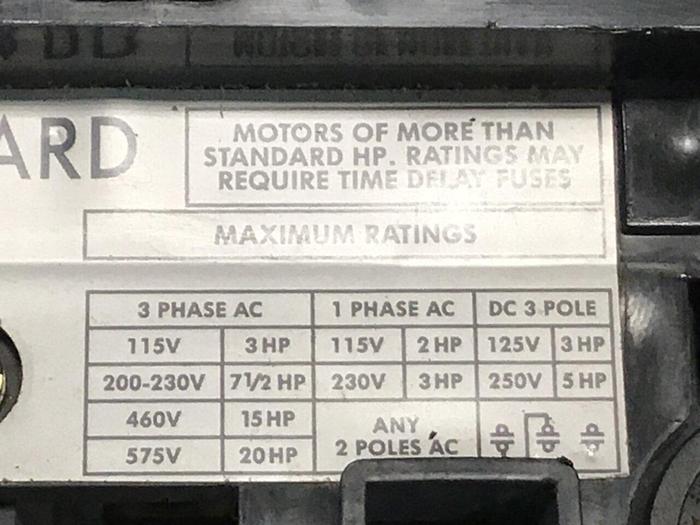 ARD
MOTORS OF MORE THAN
STANDARD HP. RATINGS MAY
REQUIRE TIME DELAY FUSES
MAXIMUM RATINGS
3 PHASE AC 1 PHASE AC DC 3 POLE
115V 3 HP 115V 2 HP 125V 3 HP
200-230V 7 1/2 HP 230V 3 HP 250V 5 HP
460V 15 HP ANY
575V 20 HP 2 POLES AC